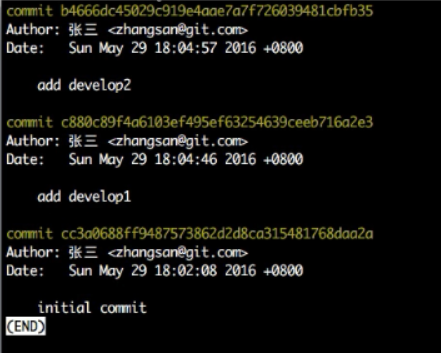 commit b4666dc45029c919e4aae7a7f726039481cbfb35
Author: 张三 <zhangsan@git.com>
Date:   Sun May 29 18:04:57 2016 +0800
add develop2
commit c880c89f4a6103ef495ef63254639ceeb716a2e3
Author: 张三 <zhangsan@git.com>
Date:   Sun May 29 18:04:46 2016 +0800
add develop1
commit cc3a0688ff9487573862d2d8ca315481768daa2a
Author: 张三 <zhangsan@git.com>
Date:   Sun May 29 18:02:08 2016 +0800
initial commit
(END)